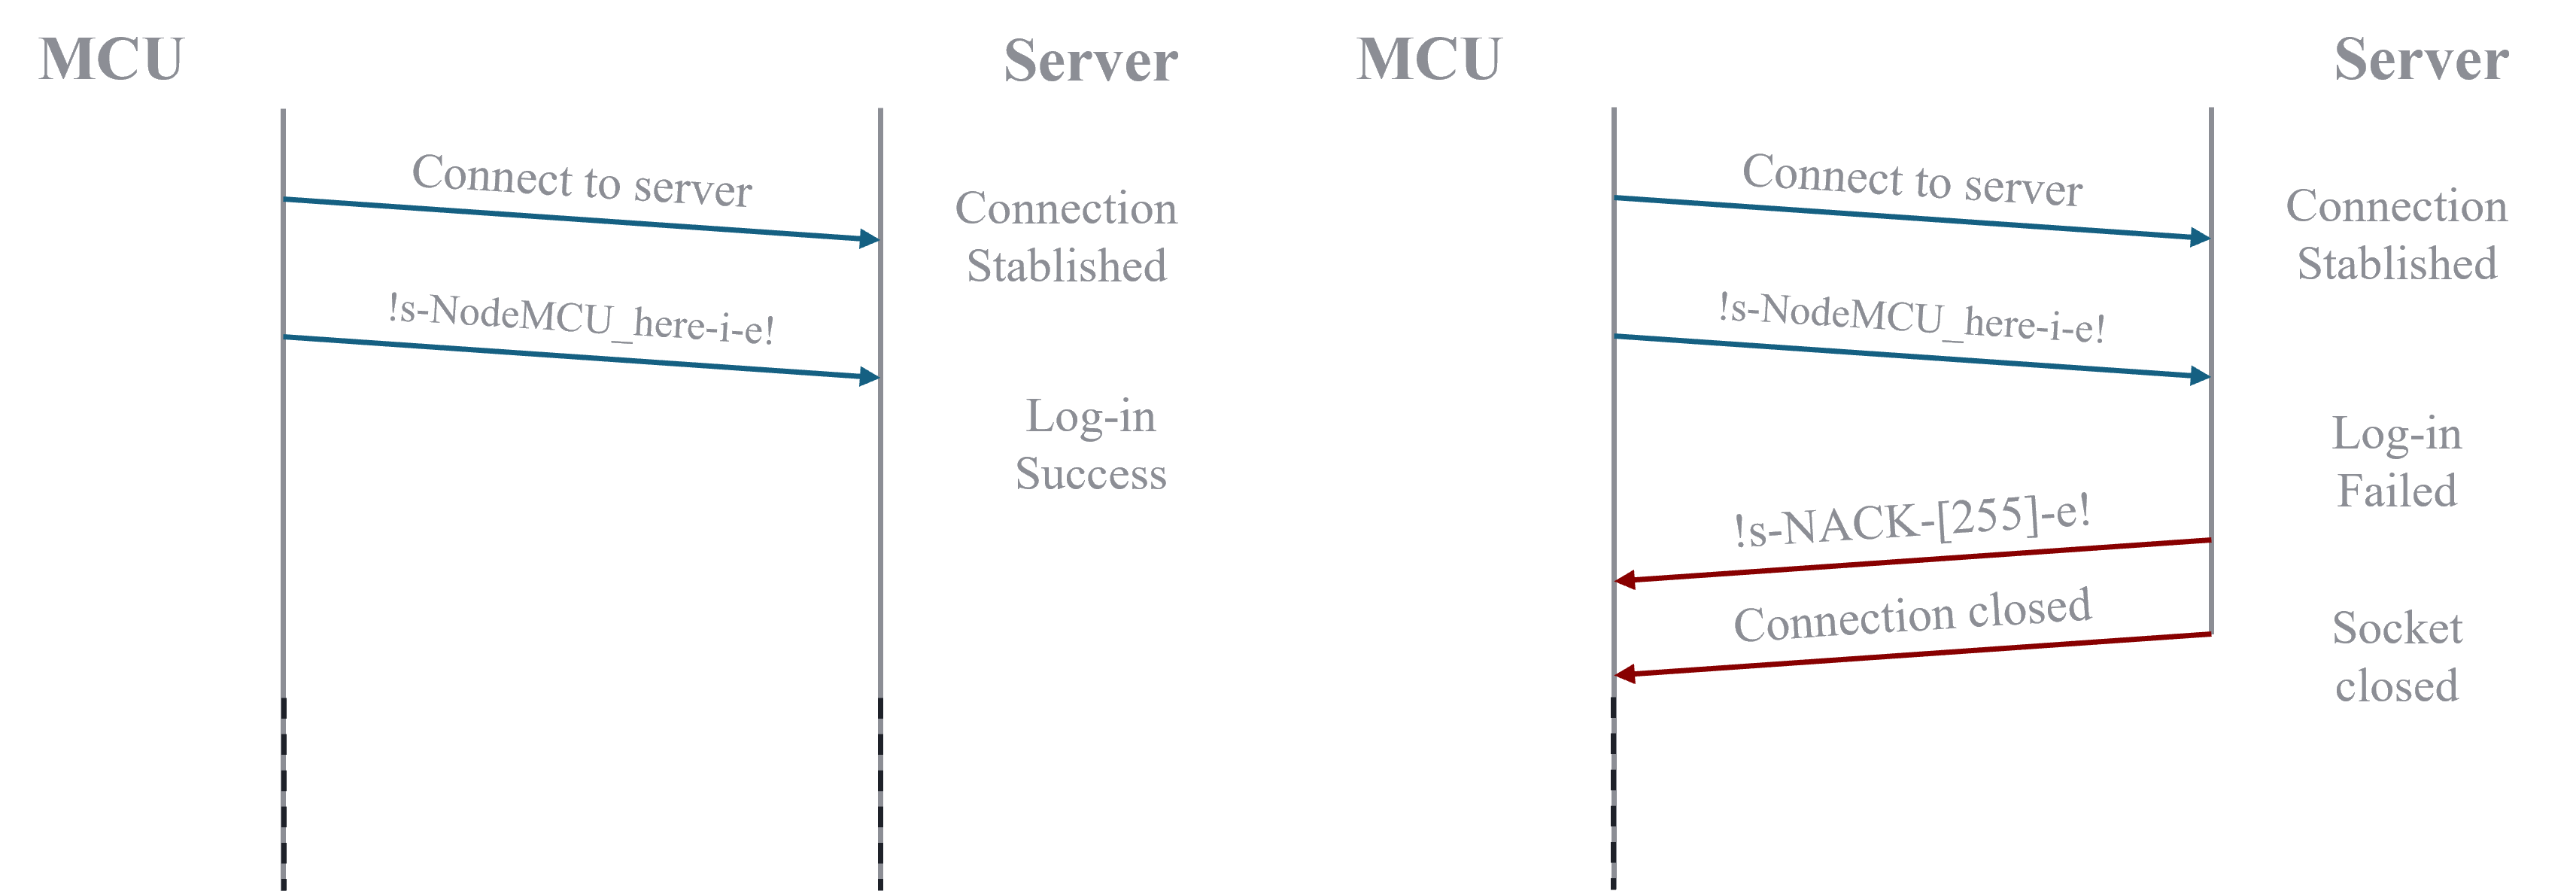 MCU
Server
Connect to server
Connection
Stablished
!s-NodeMCU_here-i-e!
Log-in
Success
MCU
Server
Connect to server
Connection
Stablished
!s-NodeMCU_here-i-e!
Log-in
Failed
!s-NACK-[255]-e!
Connection closed
Socket
closed